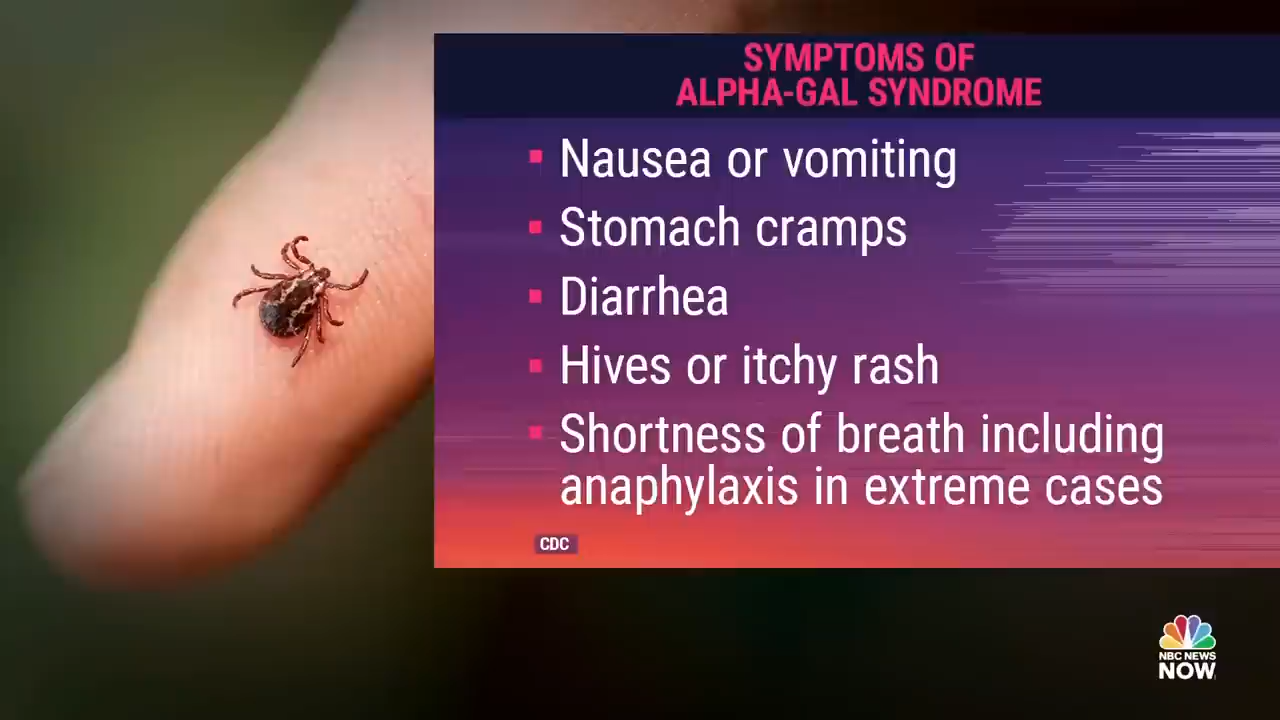 SYMPTOMS OF
ALPHA-GAL SYNDROME
Nausea or vomiting
Stomach cramps
Diarrhea
Hives or itchy rash
Shortness of breath including
anaphylaxis in extreme cases
CDC
NBC NEWS
NOW